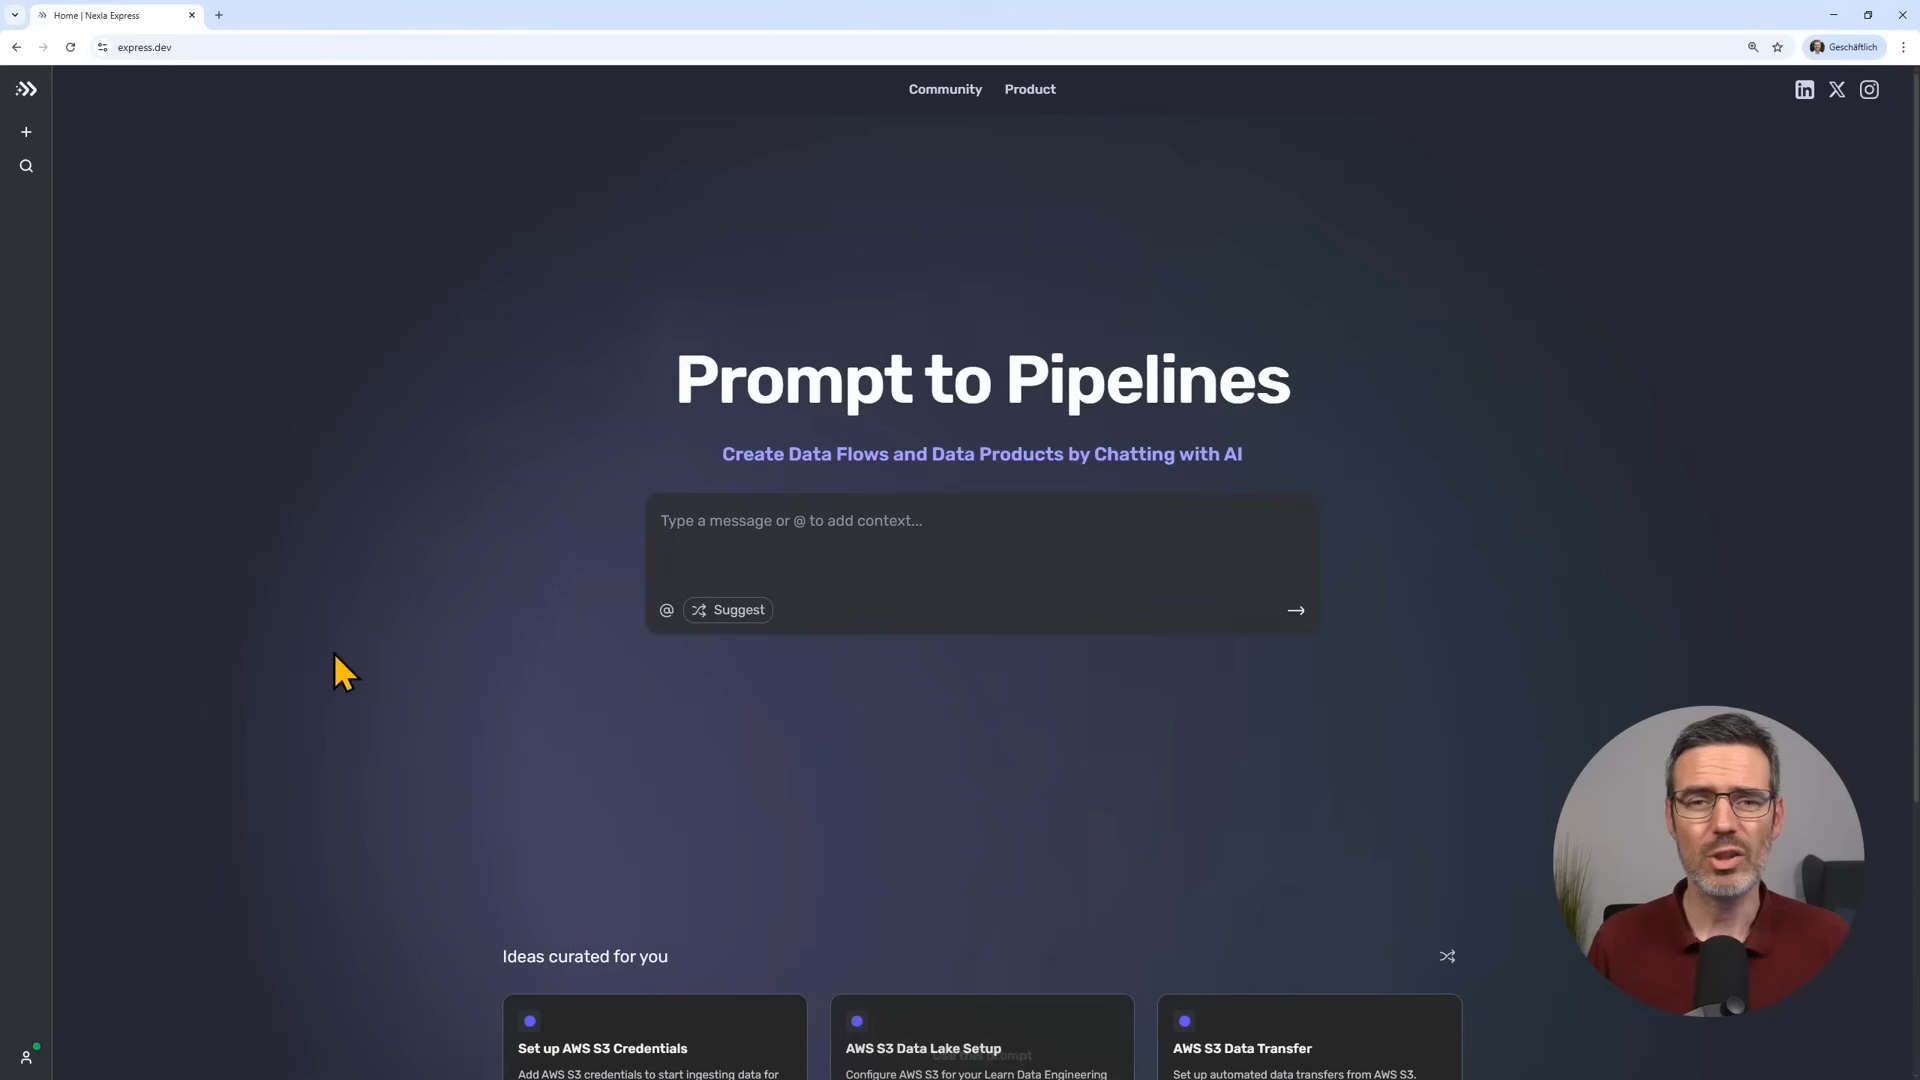 Home | Nexla Express
express.dev
Geschäftlich
Community
Product
Prompt to Pipelines
Create Data Flows and Data Products by Chatting with AI
Type a message or @ to add context...
@ Suggest
Ideas curated for you
Set up AWS S3 Credentials
Add AWS S3 credentials to start ingesting data for
AWS S3 Data Lake Setup
Use this prompt
Configure AWS S3 for your Learn Data Engineering
AWS S3 Data Transfer
Set up automated data transfers from AWS S3.